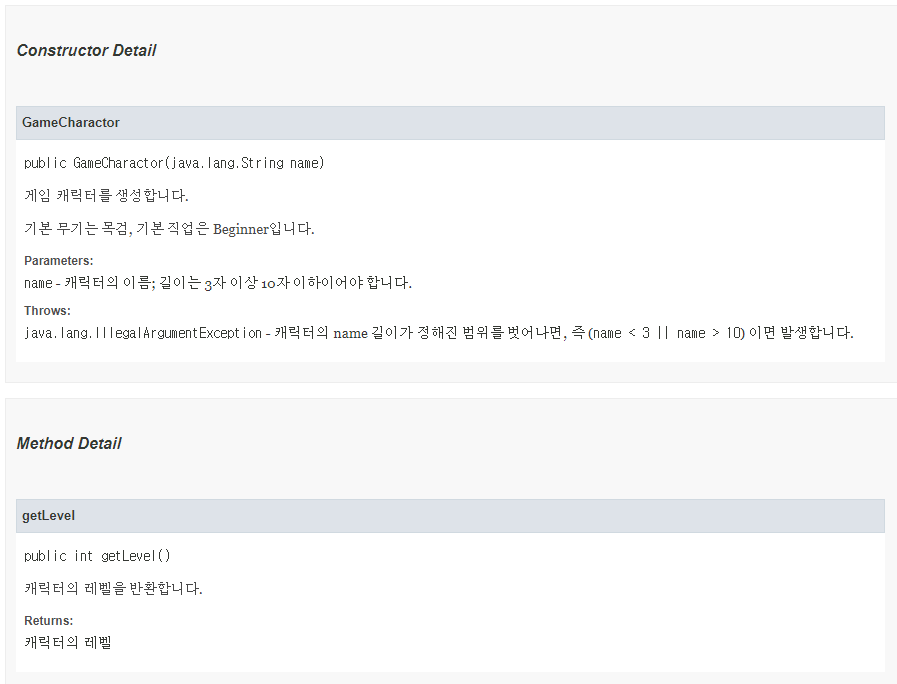 Constructor Detail
GameCharactor
public GameCharactor(java.lang.String name)
게임 캐릭터를 생성합니다.
기본 무기는 목검, 기본 직업은 Beginner입니다.
Parameters:
name - 캐릭터의 이름; 길이는 3자 이상 10자 이하이어야 합니다.
Throws:
java.lang.IllegalArgumentException - 캐릭터의 name 길이가 정해진 범위를 벗어나면, 즉 (name < 3 || name > 10) 이면 발생합니다.
Method Detail
getLevel
public int getLevel()
캐릭터의 레벨을 반환합니다.
Returns:
캐릭터의 레벨